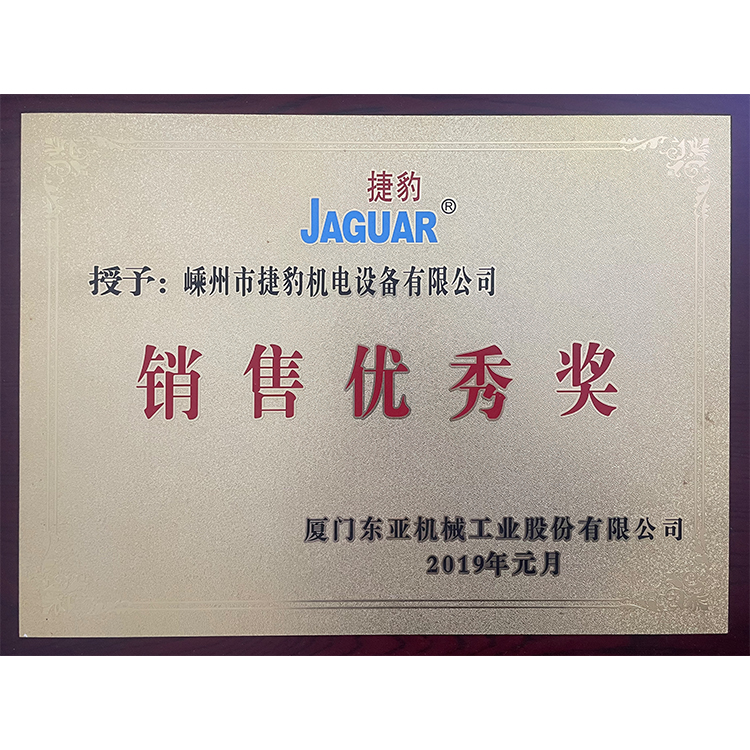 捷豹
JAGUAR®
授予：嵊州市捷豹机电设备有限公司
销售优秀奖
厦门东亚机械工业股份有限公司
2019年元月